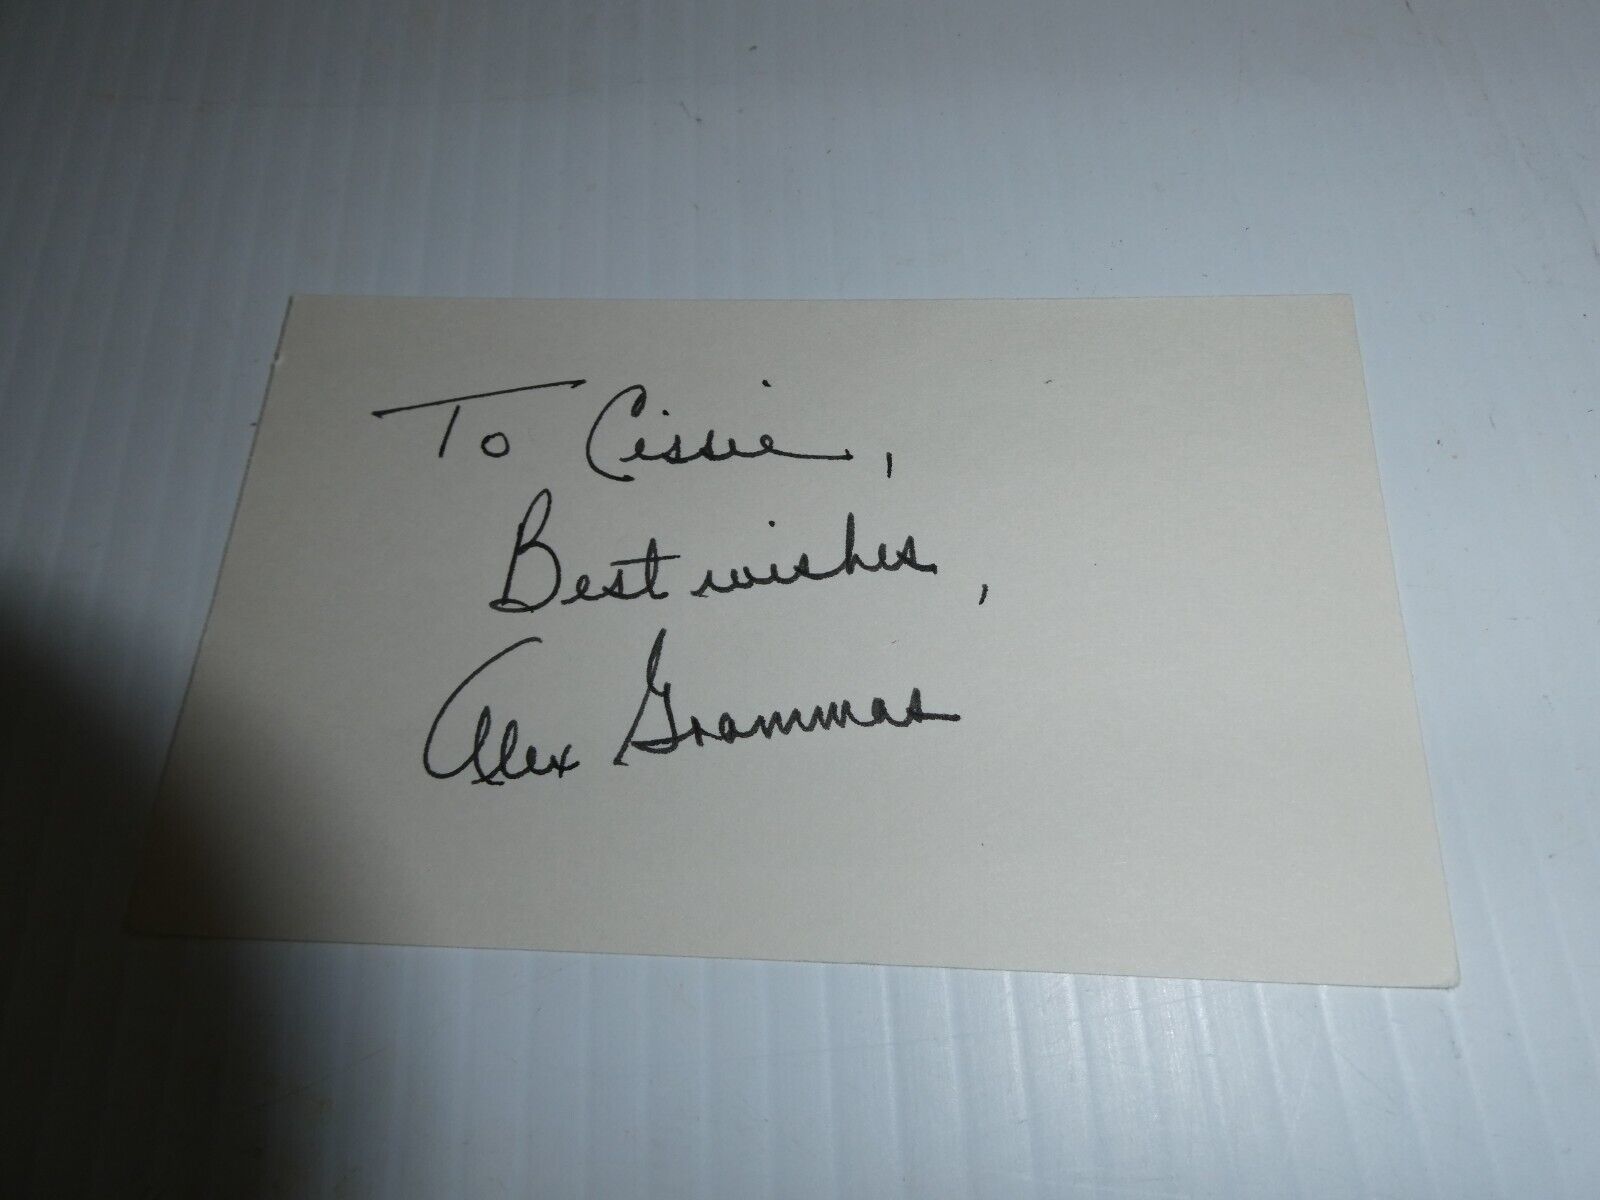 To Cissie,
Best wishes,
Alex Grammas